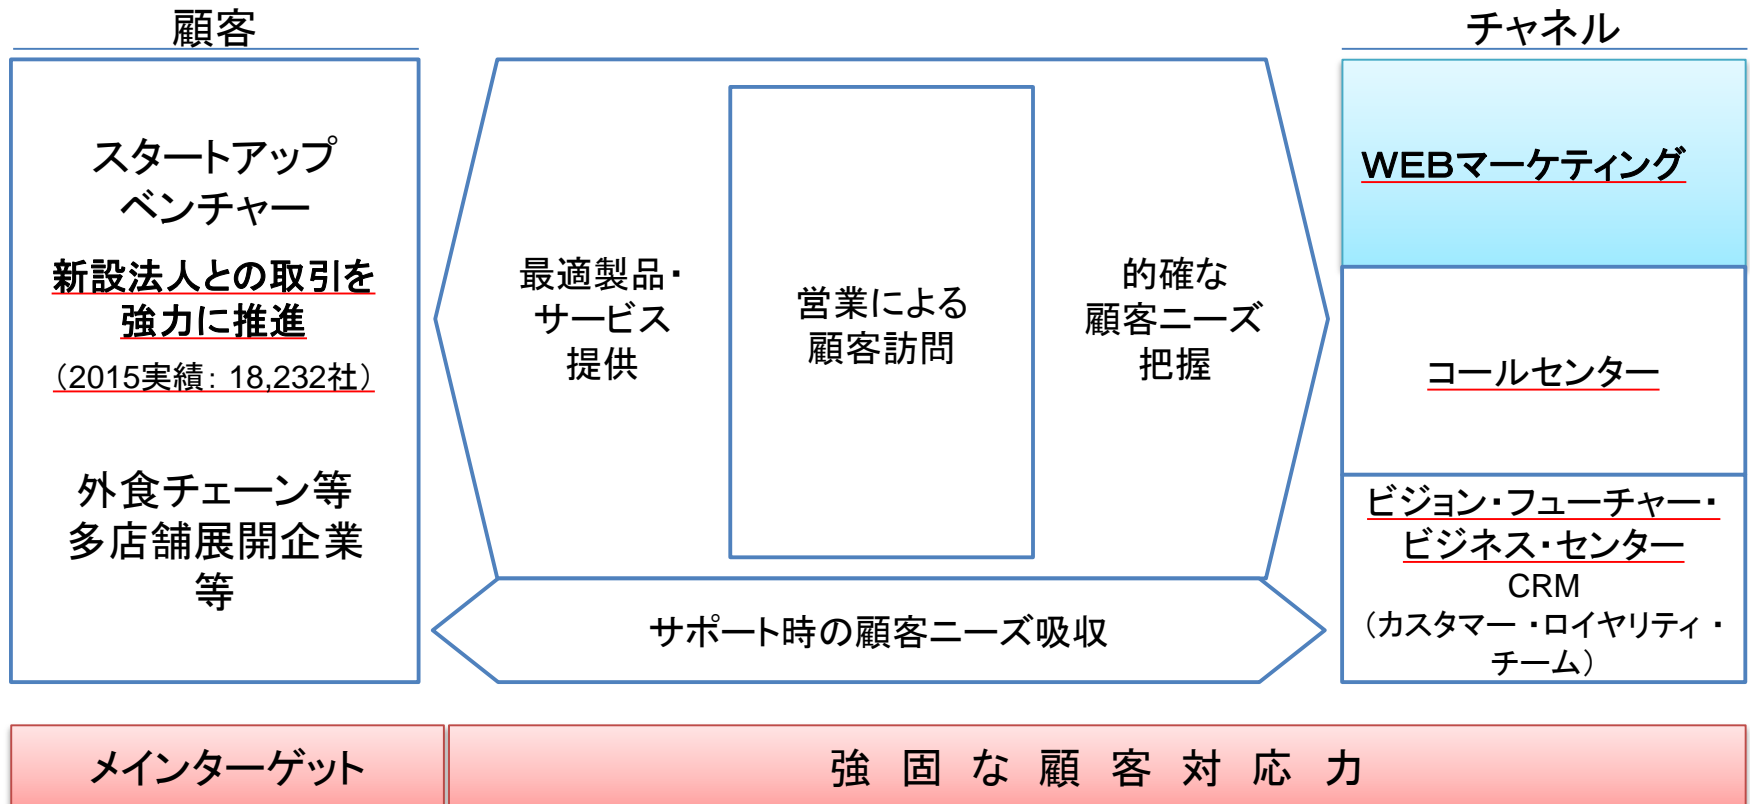 顧客
スタートアップ
ベンチャー
新設法人との取引を
強力に推進
（2015実績： 18,232社）
外食チェーン等
多店舗展開企業
等
最適製品・
サービス
提供
営業による
顧客訪問
的確な
顧客ニーズ
把握
サポート時の顧客ニーズ吸収
チャネル
WEBマーケティング
コールセンター
ビジョン・フューチャー・
ビジネス・センター
CRM
（カスタマー・ロイヤリティ・
チーム）
メインターゲット
強固な顧客対応力